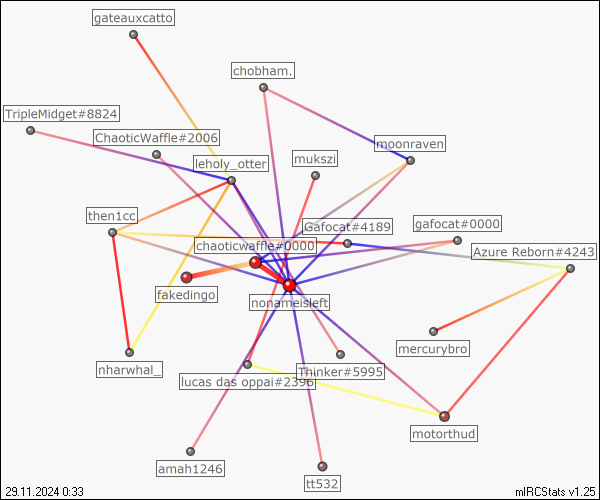 gateauxcatto
chobham.
TripleMidget#8824
ChaoticWaffle#2006
moonraven
leholy_otter
mukszi
then1cc
Gafocat#4189
gafocat#0000
chaoticwaffle#0000
Azure Reborn#4243
fakedingo
nonameisleft
mercurybro
nharwhal_
Thinker#5995
lucas das oppai#2396
motorthud
amah1246
tt532
29.11.2024 0:33
mIRCStats v1.25